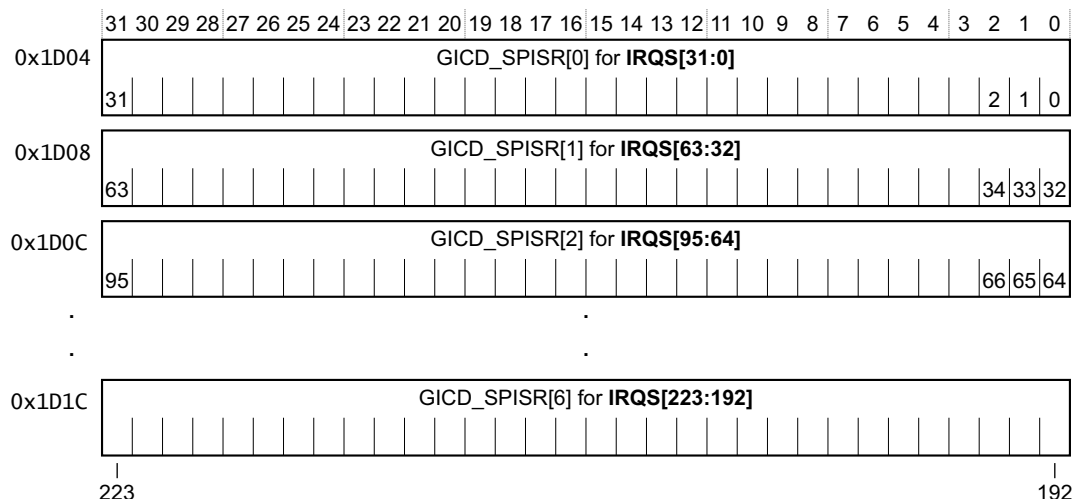 31 30 29 28 27 26 25 24 23 22 21 20 19 18 17 16 15 14 13 12 11 10 9 8 7 6 5 4 3 2 1 0
0x1D04 GICD_SPISR[0] for IRQS[31:0]
31 2 1 0
0x1D08 GICD_SPISR[1] for IRQS[63:32]
63 34 33 32
0x1D0C GICD_SPISR[2] for IRQS[95:64]
95 66 65 64
. .
. .
0x1D1C GICD_SPISR[6] for IRQS[223:192]
223 192